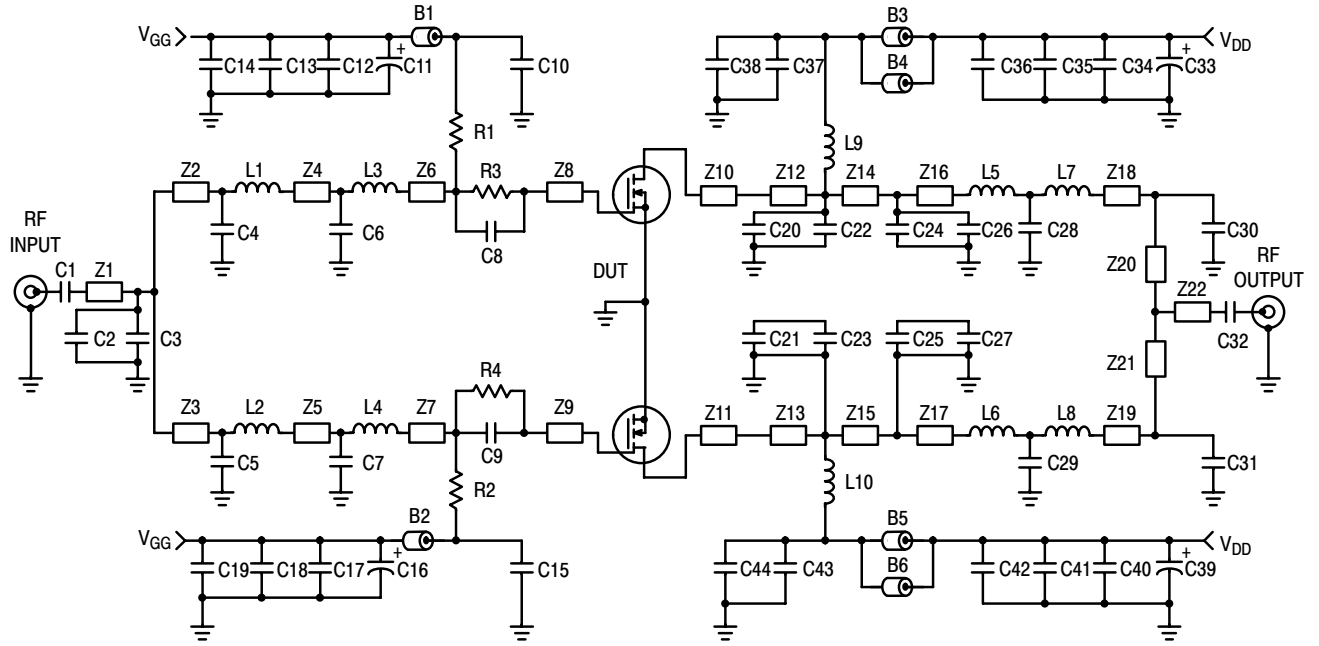 B1
B3
V_GG
V_DD
C14
C13
C12
+
C11
C10
C38
C37
B4
C36
C35
C34
+
C33
R1
L9
Z2
L1
Z4
L3
Z6
R3
Z8
Z10
Z12
Z14
Z16
L5
L7
Z18
RF
INPUT
C4
C6
C8
C20
C22
C24
C26
C28
C30
C1
Z1
DUT
Z20
RF
OUTPUT
Z22
C2
C3
C21
C23
C25
C27
C32
Z21
R4
Z3
L2
Z5
L4
Z7
Z9
Z11
Z13
Z15
Z17
L6
L8
Z19
C9
C5
C7
C29
C31
R2
L10
B2
B5
V_GG
V_DD
C19
C18
C17
+
C16
C15
C44
C43
B6
C42
C41
C40
+
C39